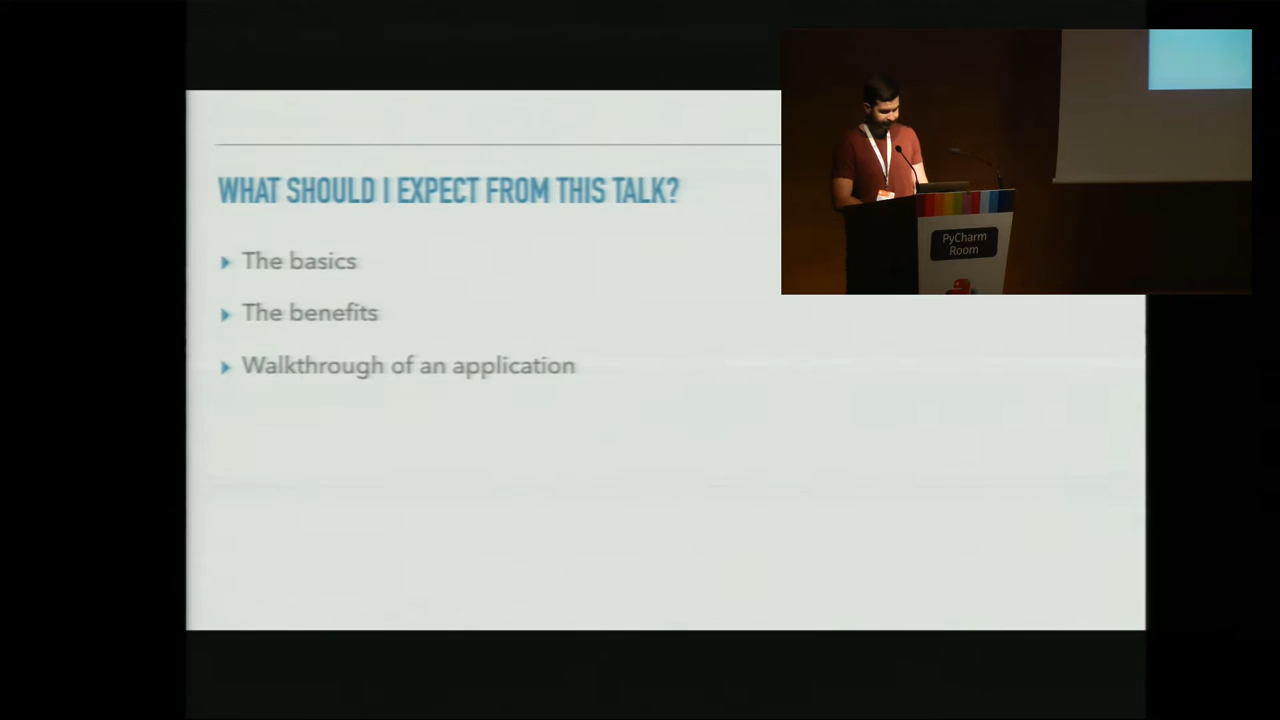 WHAT SHOULD I EXPECT FROM THIS TALK?
The basics
The benefits
Walkthrough of an application
PyCharm
Room